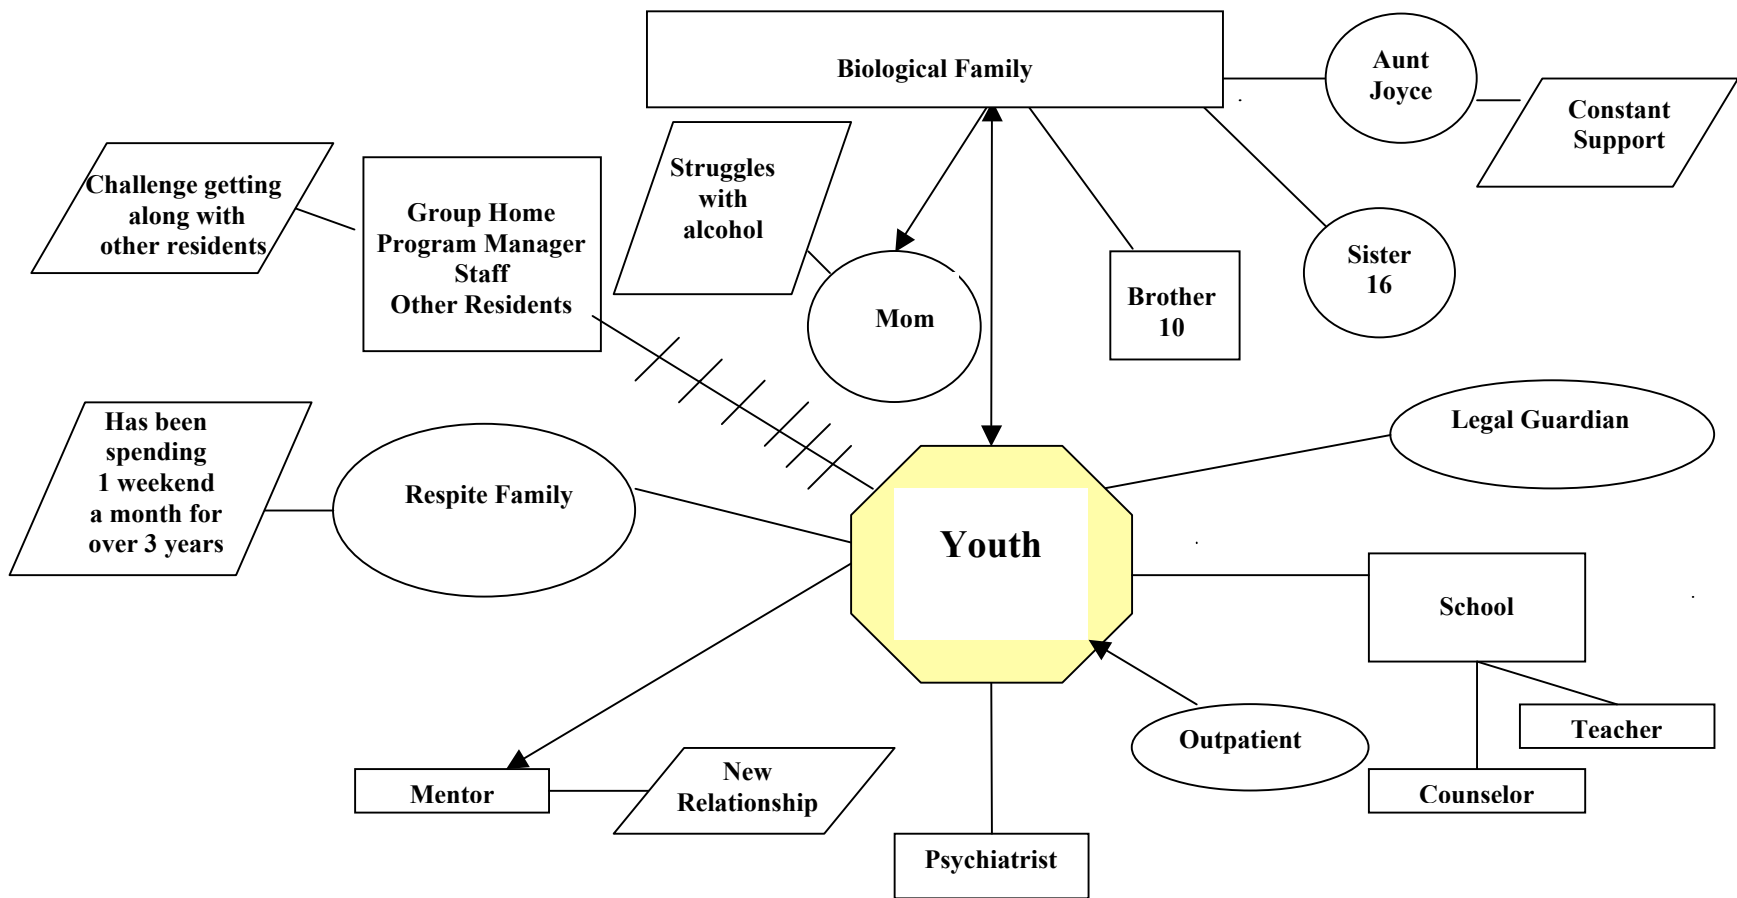 Biological Family
Aunt
Joyce
Constant
Support
Struggles
with
alcohol
Challenge getting
along with
other residents
Group Home
Program Manager
Staff
Other Residents
Mom
Brother
10
Sister
16
Legal Guardian
Has been
spending
1 weekend
a month for
over 3 years
Respite Family
Youth
School
Teacher
Counselor
Outpatient
Mentor
New
Relationship
Psychiatrist